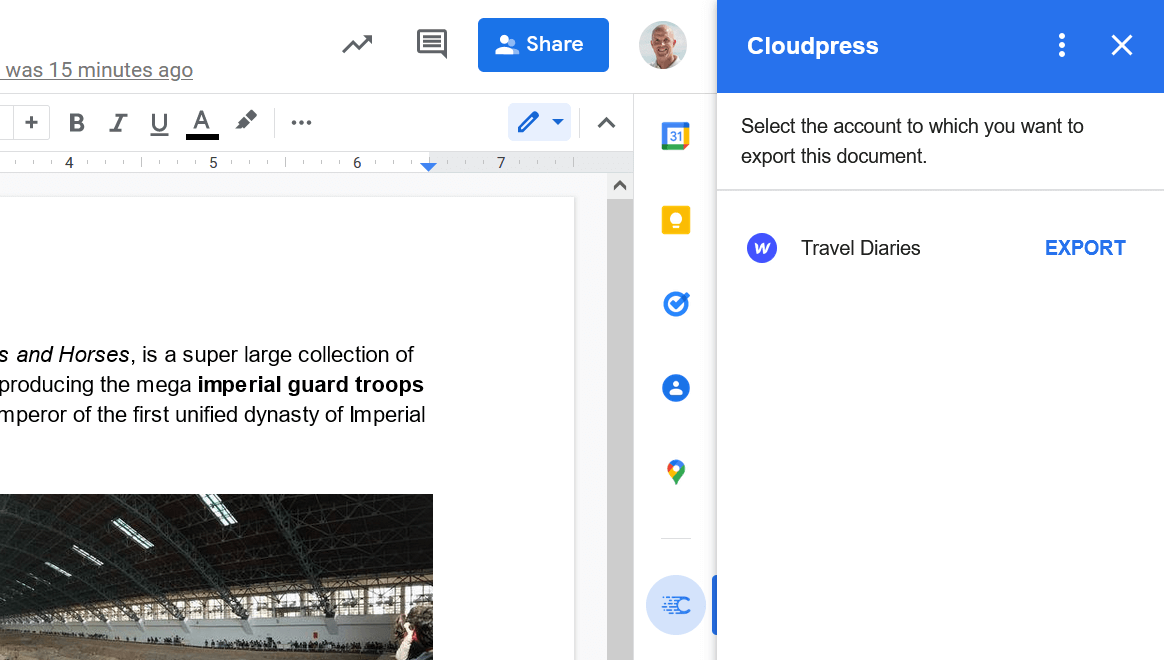 was 15 minutes ago
Share
Cloudpress
+ B I U A
4 5 6 7
31
Select the account to which you want to
export this document.
W Travel Diaries EXPORT
s and Horses, is a super large collection of
producing the mega imperial guard troops
mperor of the first unified dynasty of Imperial
C